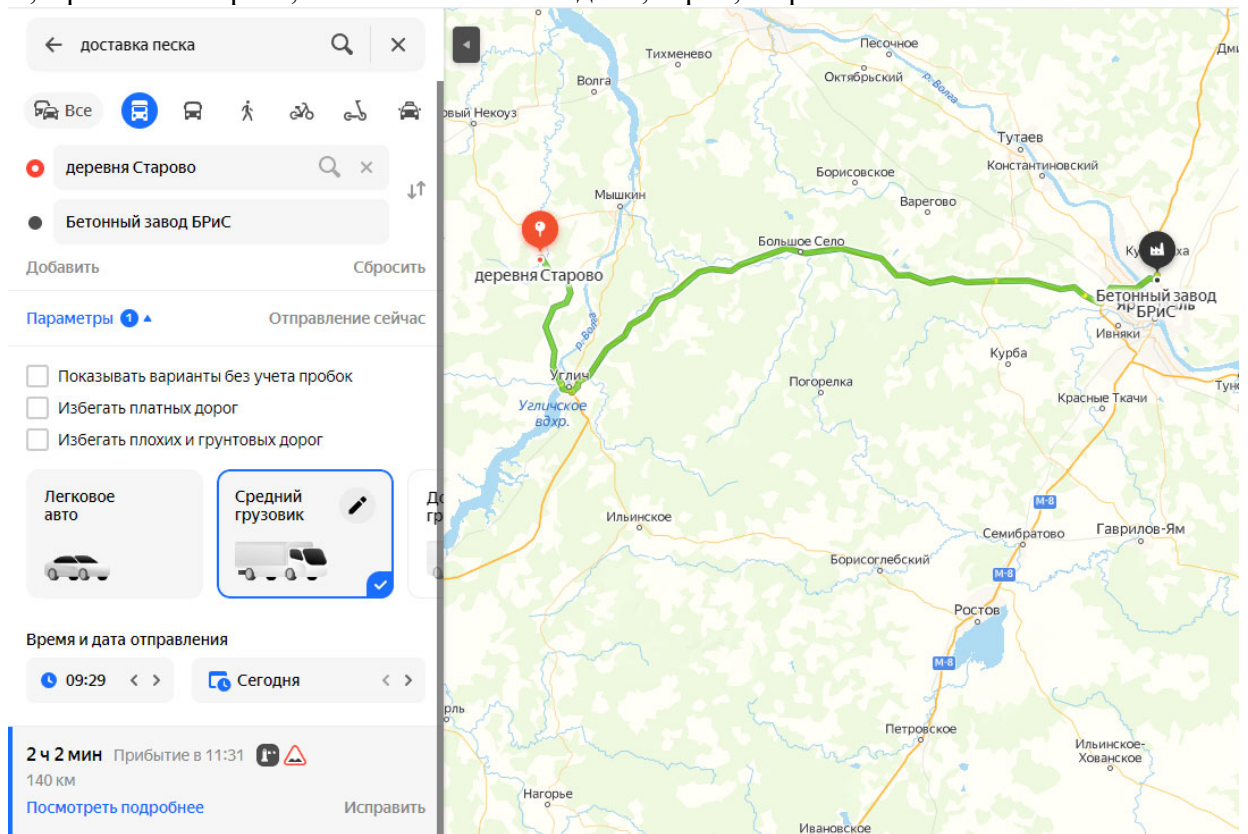 доставка песка
Все
деревня Старово
Бетонный завод БРиС
Добавить
Сбросить
Параметры 1
Отправление сейчас
Показывать варианты без учета пробок
Избегать платных дорог
Избегать плохих и грунтовых дорог
Легковое
авто
Средний
грузовик
Время и дата отправления
09:29
Сегодня
2 ч 2 мин Прибытие в 11:31
140 км
Посмотреть подробнее
Исправить
Тихменево
Песочное
Волга
Октябрьский
р. Волга
Тутаев
Константиновский
Борисовское
Мышкин
Варегово
Большое Село
деревня Старово
Бетонный завод
БРиС
Ивняки
р. Волга
Курба
Углич
Погорелка
Угличское
вдхр.
Красные Ткачи
М-8
Ильинское
Семибратово
Гаврилов-Ям
Борисоглебский
М-8
Ростов
М-8
Петровское
Ильинское-
Хованское
Нагорье
Ивановское